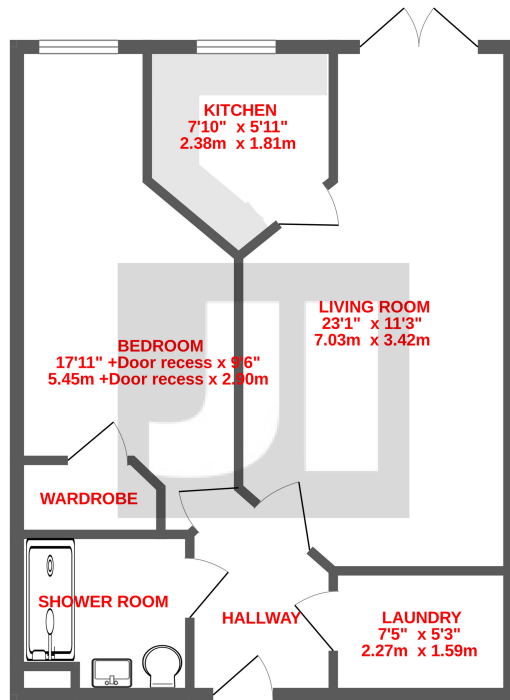 KITCHEN
7'10" x 5'11"
2.38m x 1.81m
LIVING ROOM
23'1" x 11'3"
7.03m x 3.42m
BEDROOM
17'11" +Door recess x 9'6"
5.45m +Door recess x 2.90m
WARDROBE
SHOWER ROOM
HALLWAY
LAUNDRY
7'5" x 5'3"
2.27m x 1.59m
JT